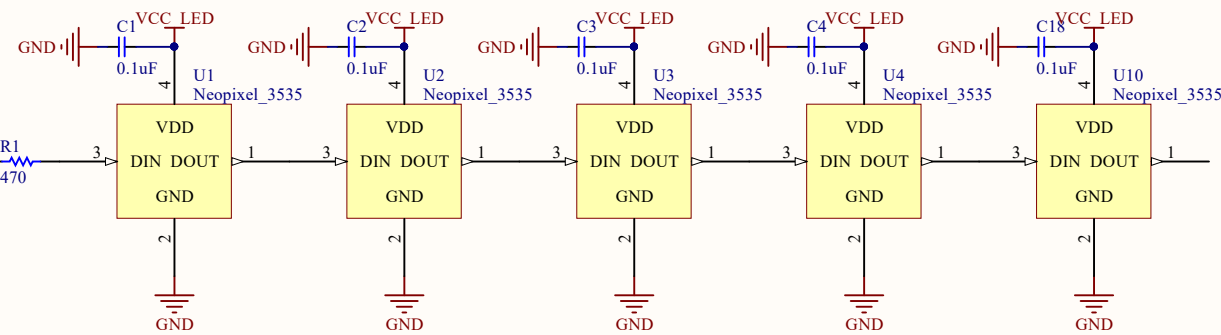 VCC_LED VCC_LED VCC_LED VCC_LED VCC_LED
C1 C2 C3 C4 C18
GND GND GND GND GND
0.1uF 0.1uF 0.1uF 0.1uF 0.1uF
4 U1 4 U2 4 U3 4 U4 4 U10
Neopixel_3535 Neopixel_3535 Neopixel_3535 Neopixel_3535 Neopixel_3535
VDD VDD VDD VDD VDD
R1 3 1 3 1 3 1 3 1 3 1
DIN DOUT DIN DOUT DIN DOUT DIN DOUT DIN DOUT
470
GND GND GND GND GND
2 2 2 2 2
GND GND GND GND GND